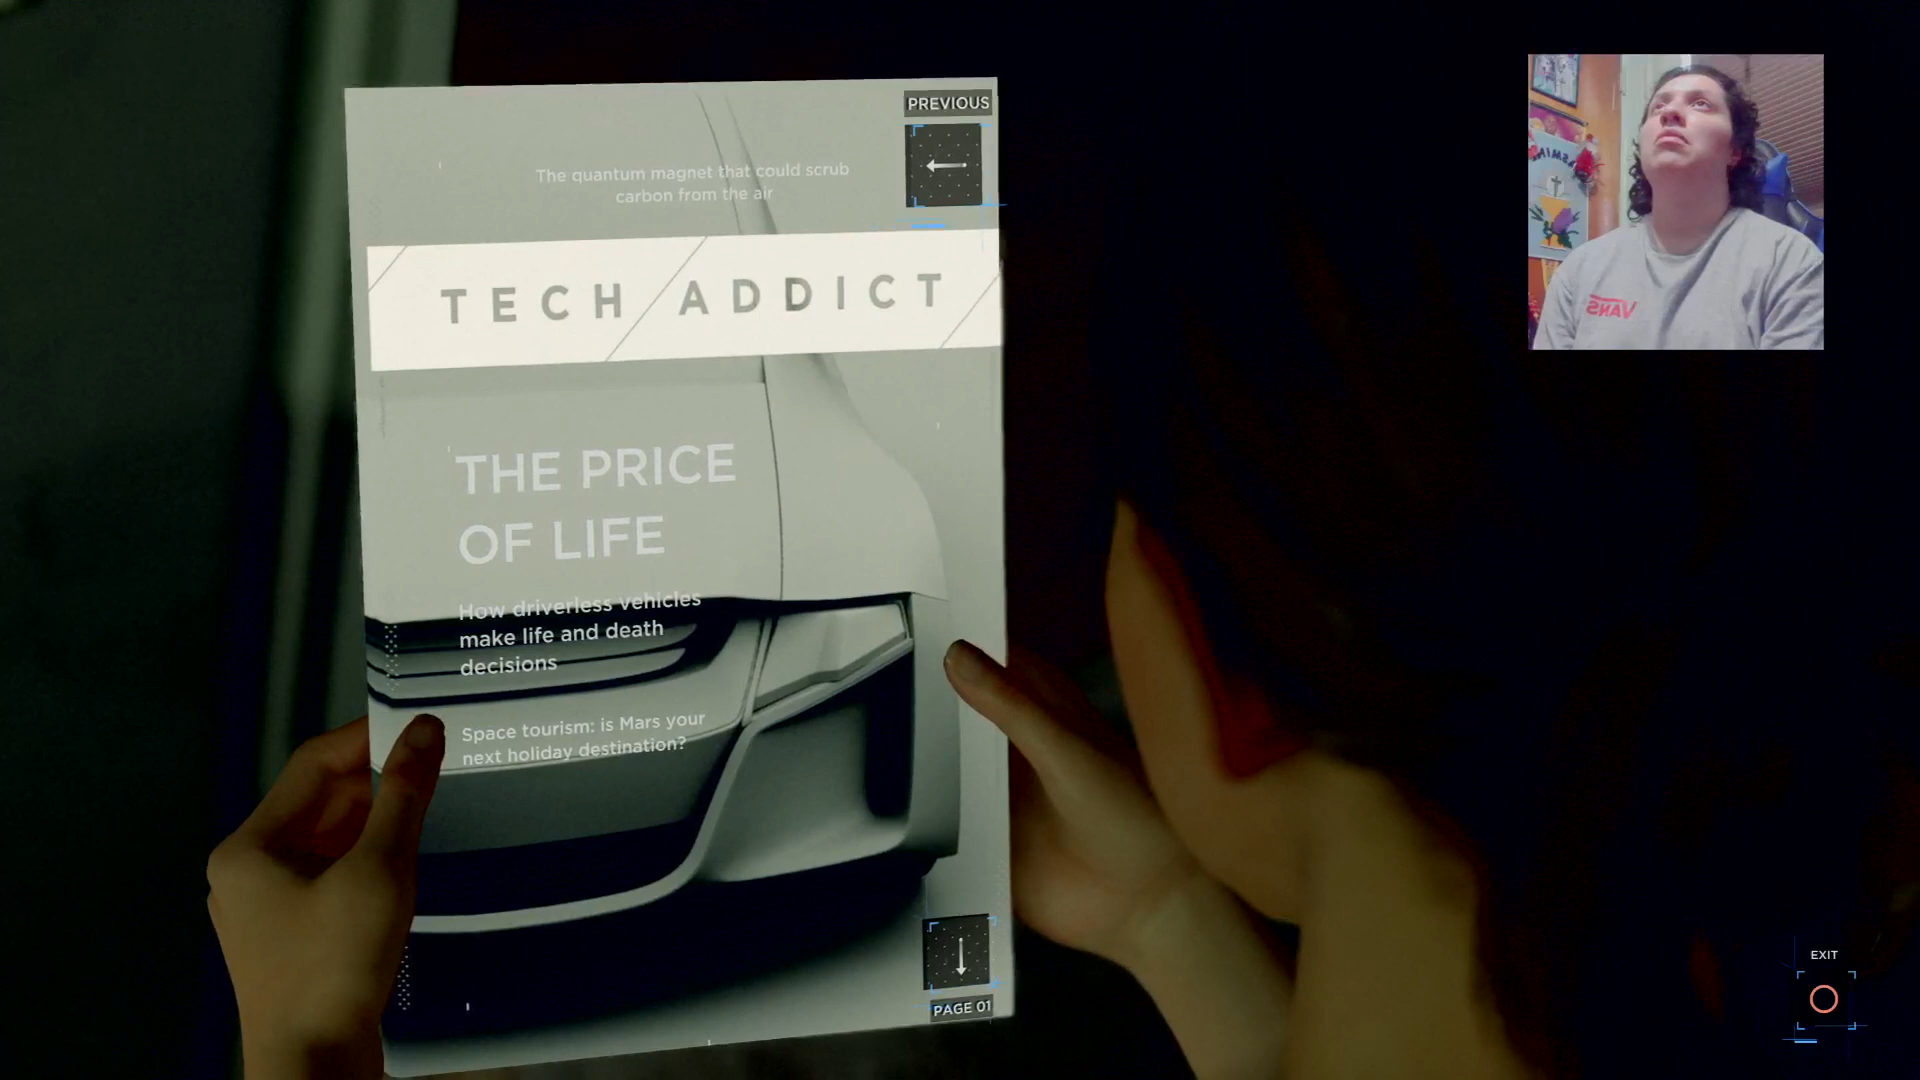 PREVIOUS
The quantum magnet that could scrub
carbon from the air
TECH ADDICT
THE PRICE
OF LIFE
How driverless vehicles
make life and death
decisions
Space tourism: is Mars your
next holiday destination?
PAGE 01
EXIT
VANS